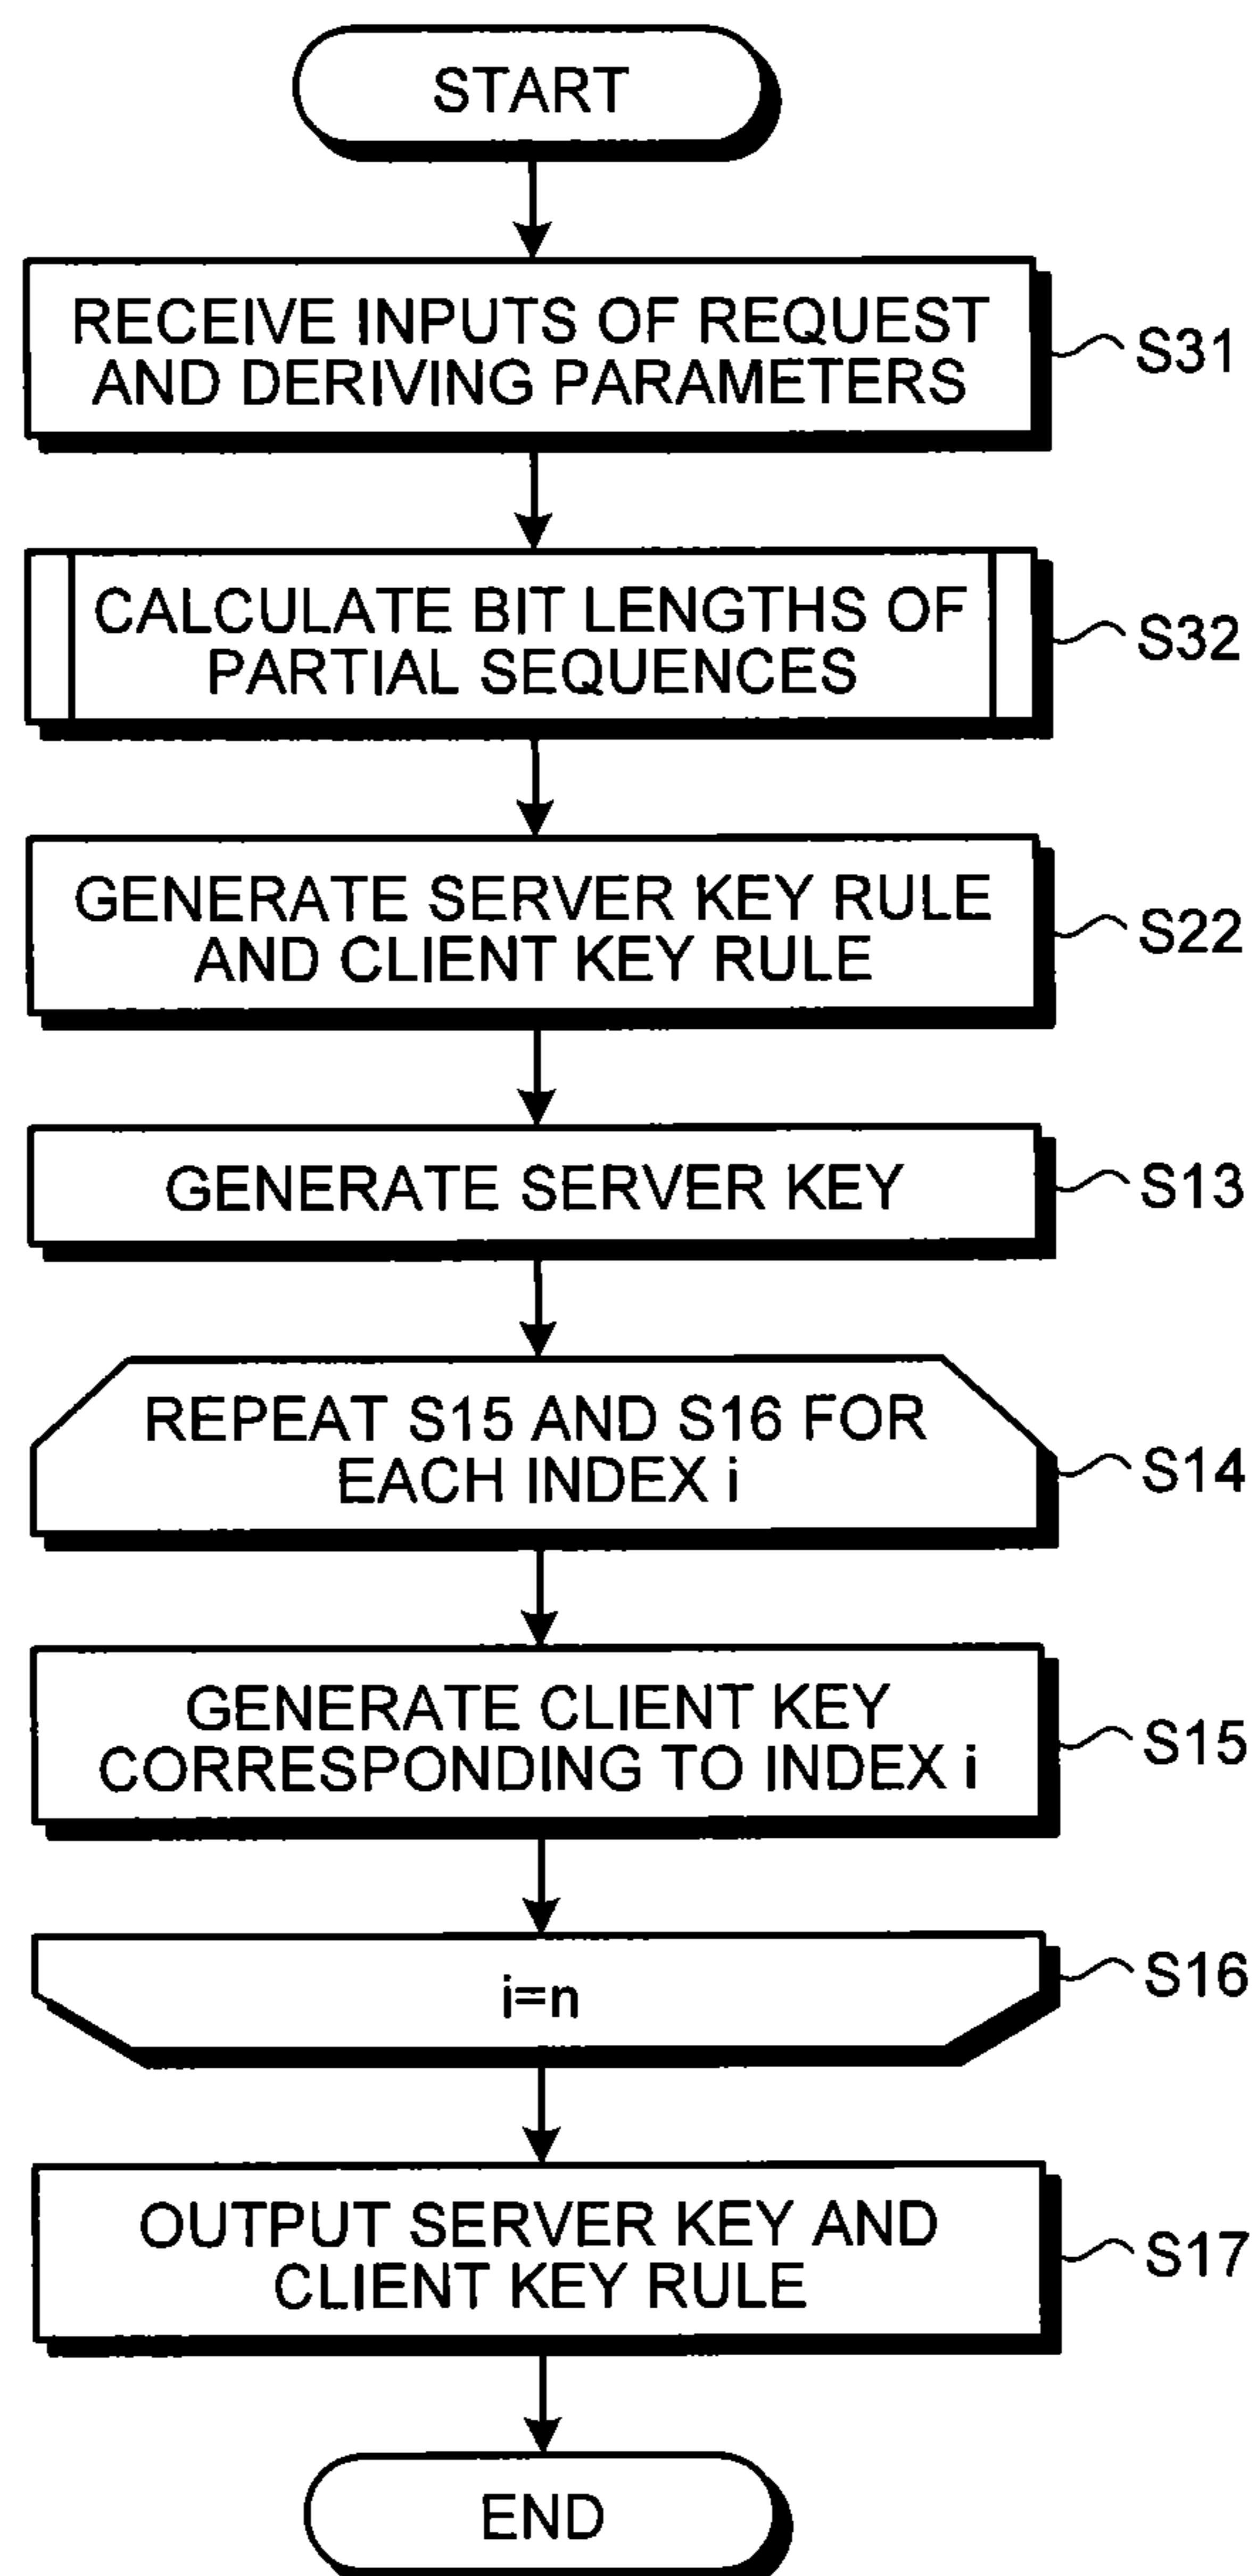 START
RECEIVE INPUTS OF REQUEST
AND DERIVING PARAMETERS
S31
CALCULATE BIT LENGTHS OF
PARTIAL SEQUENCES
S32
GENERATE SERVER KEY RULE
AND CLIENT KEY RULE
S22
GENERATE SERVER KEY
S13
REPEAT S15 AND S16 FOR
EACH INDEX i
S14
GENERATE CLIENT KEY
CORRESPONDING TO INDEX i
S15
i=n
S16
OUTPUT SERVER KEY AND
CLIENT KEY RULE
S17
END